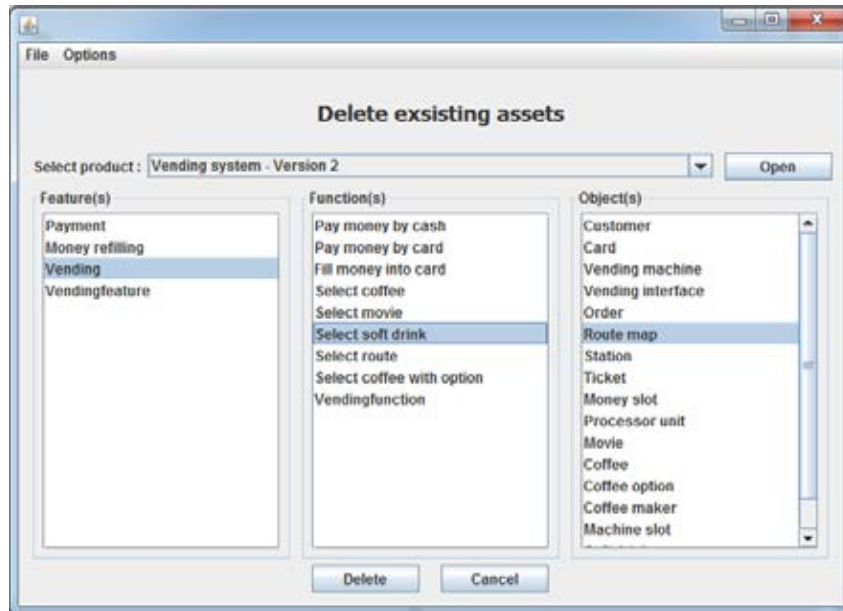 File Options
Delete exsisting assets
Select product : Vending system - Version 2 Open
Feature(s)
Payment
Money refilling
Vending
Vendingfeature
Function(s)
Pay money by cash
Pay money by card
Fill money into card
Select coffee
Select movie
Select soft drink
Select route
Select coffee with option
Vendingfunction
Object(s)
Customer
Card
Vending machine
Vending interface
Order
Route map
Station
Ticket
Money slot
Processor unit
Movie
Coffee
Coffee option
Coffee maker
Machine slot
Delete Cancel